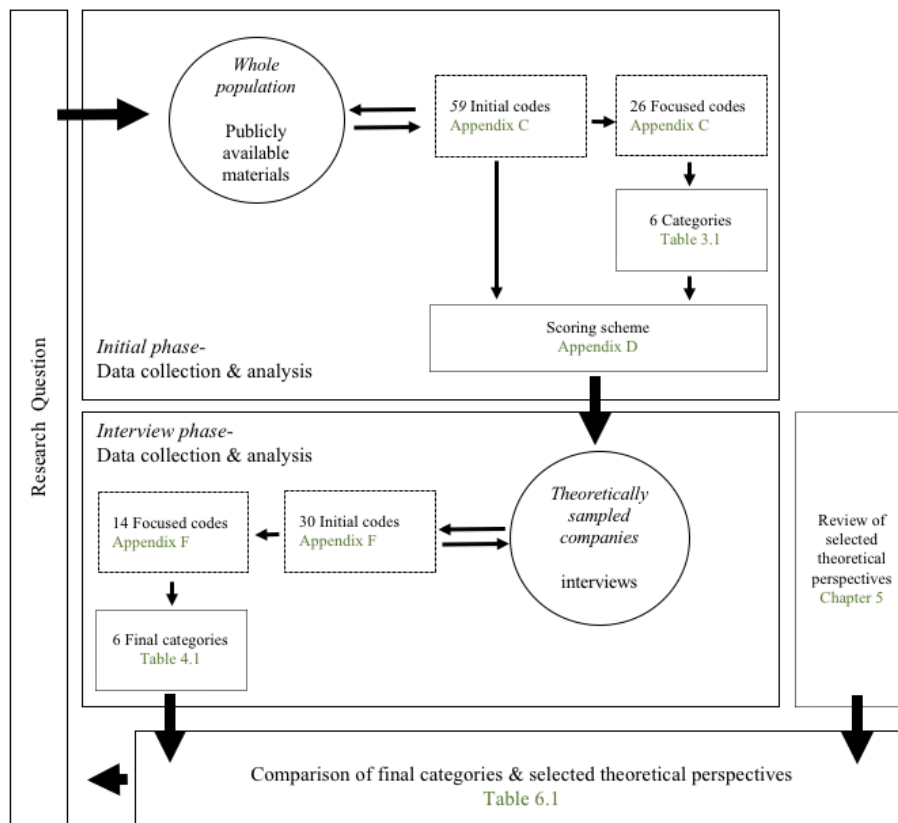 Research Question
Whole
population
Publicly
available
materials
59 Initial codes
Appendix C
26 Focused codes
Appendix C
6 Categories
Table 3.1
Scoring scheme
Appendix D
Initial phase-
Data collection & analysis
Interview phase-
Data collection & analysis
14 Focused codes
Appendix F
30 Initial codes
Appendix F
Theoretically
sampled
companies
interviews
6 Final categories
Table 4.1
Review of
selected
theoretical
perspectives
Chapter 5
Comparison of final categories & selected theoretical perspectives
Table 6.1